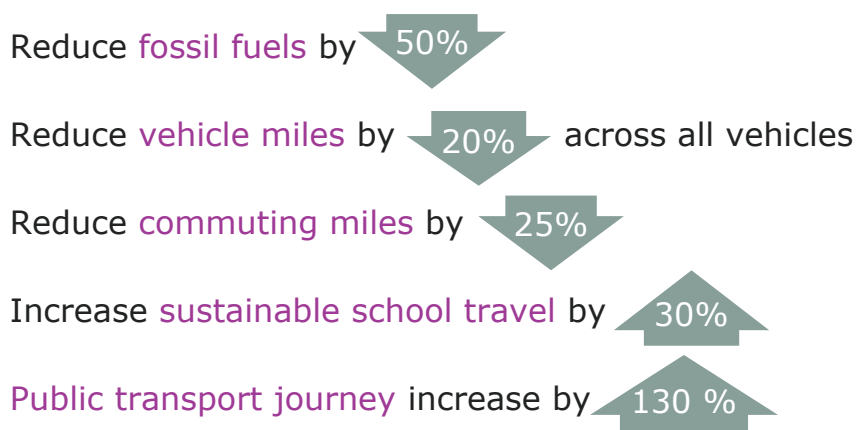 Reduce fossil fuels by 50%
Reduce vehicle miles by 20% across all vehicles
Reduce commuting miles by 25%
Increase sustainable school travel by 30%
Public transport journey increase by 130 %